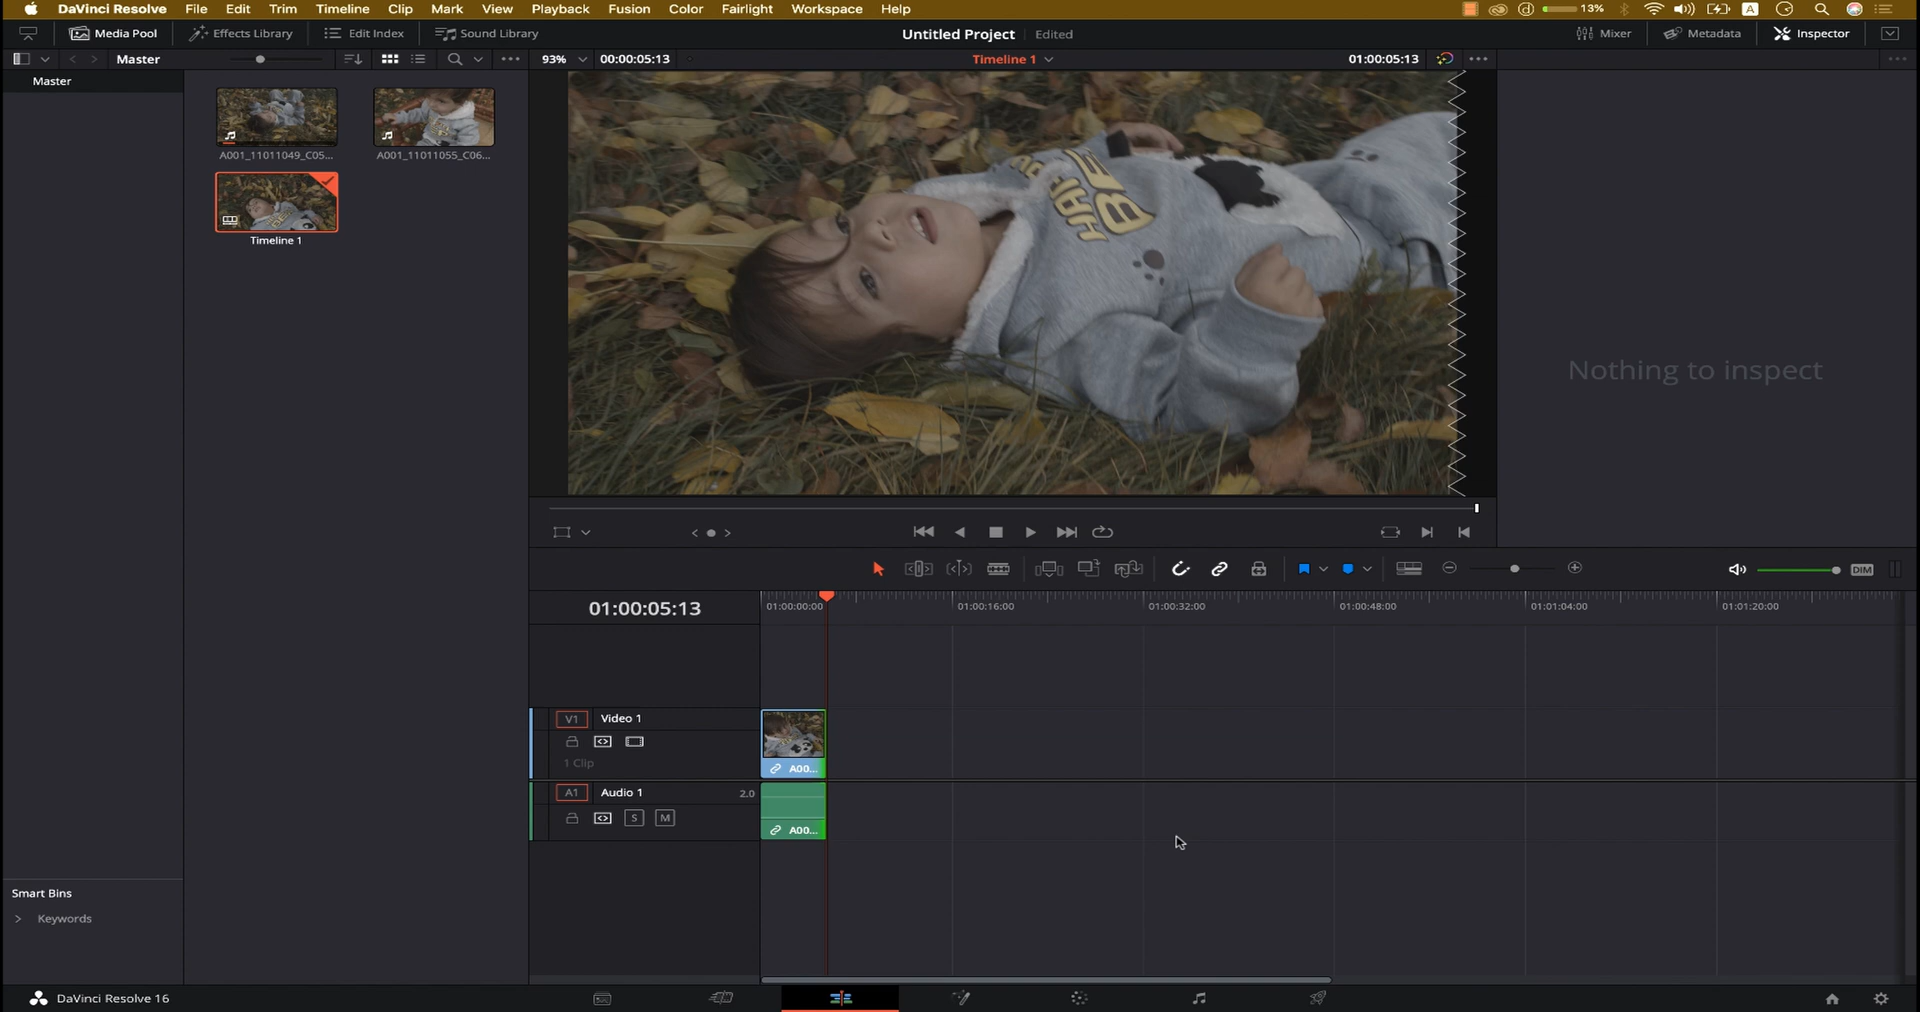 DaVinci Resolve File Edit Trim Timeline Clip Mark View Playback Fusion Color Fairlight Workspace Help 13% A
Media Pool Effects Library Edit Index Sound Library Untitled Project Edited Mixer Metadata Inspector
Master 93% 00:00:05:13 Timeline 1 01:00:05:13
Master
A001_11011049_C05... A001_11011055_C06...
Timeline 1
BE
Nothing to inspect
DIM
01:00:05:13
01:00:00:00 01:00:16:00 01:00:32:00 01:00:48:00 01:01:04:00 01:01:20:00
V1 Video 1
1 Clip
A00...
A1 Audio 1 2.0
S M
A00...
Smart Bins
Keywords
DaVinci Resolve 16